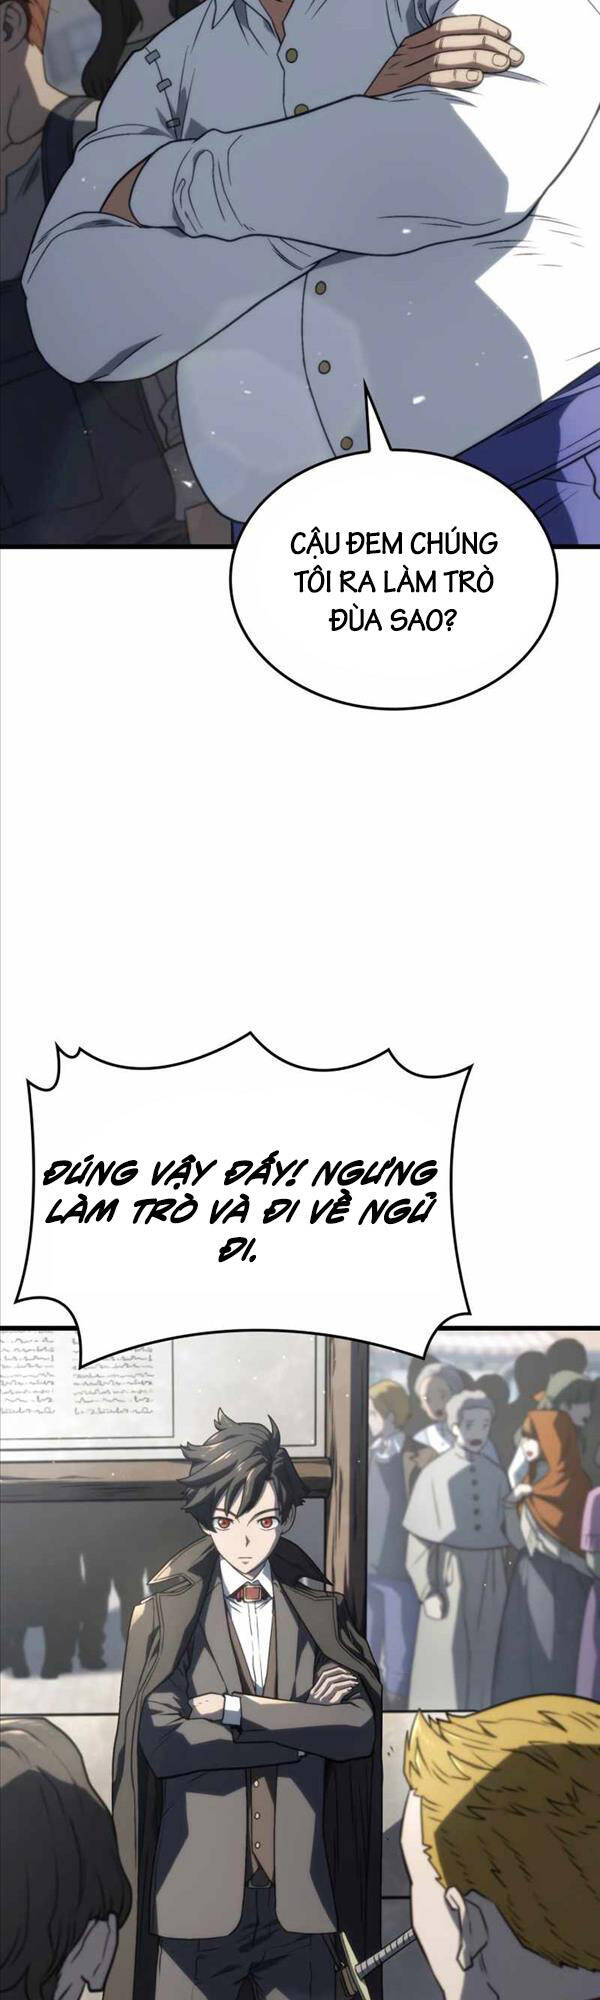 CẬU ĐEM CHÚNG
TÔI RA LÀM TRÒ
ĐÙA SAO?
ĐÚNG VẬY ĐẤY! NGƯNG
LÀM TRÒ VÀ ĐI VỀ NGỦ
ĐI.